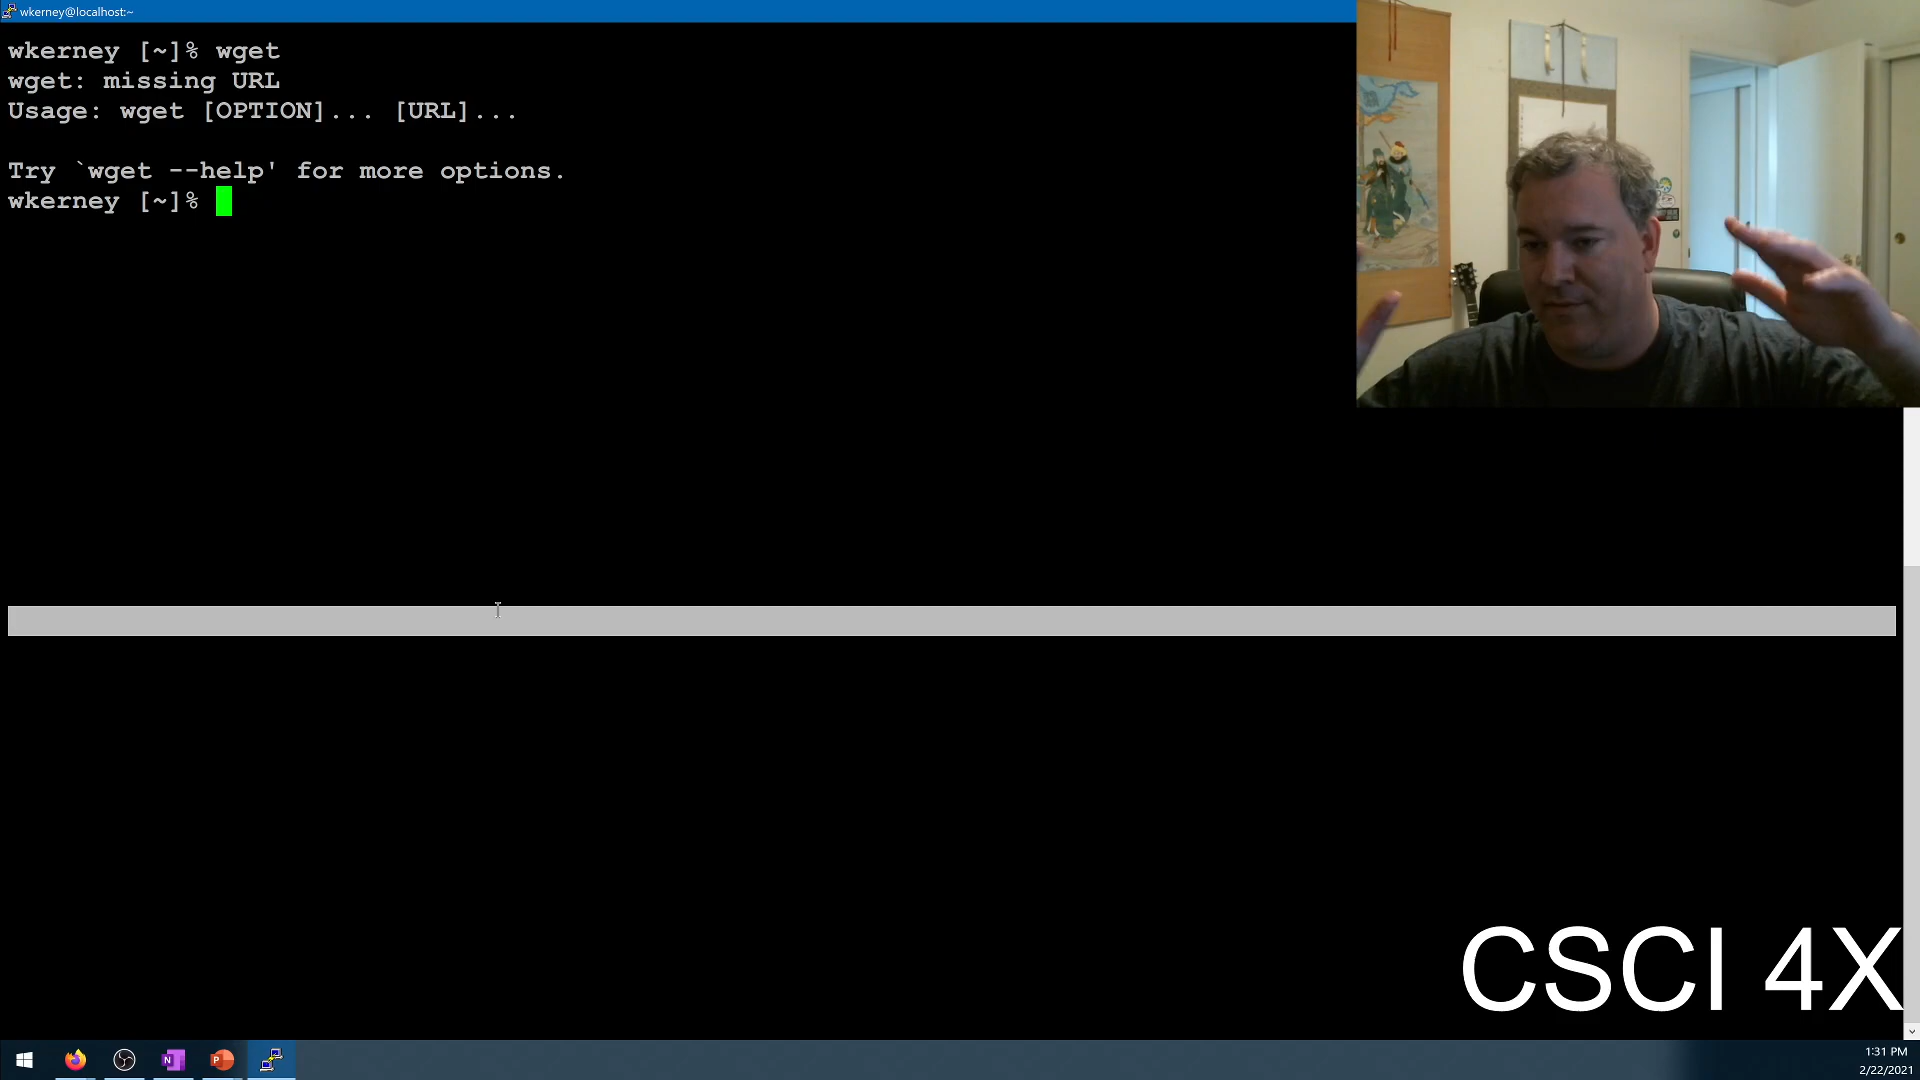 wkerney@localhost:~
wkerney [~]% wget
wget: missing URL
Usage: wget [OPTION]... [URL]...
Try `wget --help' for more options.
wkerney [~]%
CSCI 4X
1:31 PM
2/22/2021